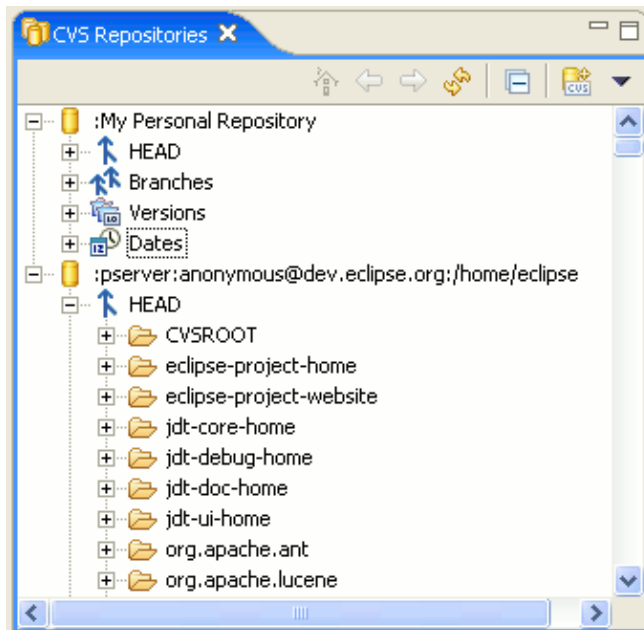 CVS Repositories
CVS
:My Personal Repository
HEAD
Branches
Versions
Dates
:pserver:anonymous@dev.eclipse.org:/home/eclipse
HEAD
CVSROOT
eclipse-project-home
eclipse-project-website
jdt-core-home
jdt-debug-home
jdt-doc-home
jdt-ui-home
org.apache.ant
org.apache.lucene